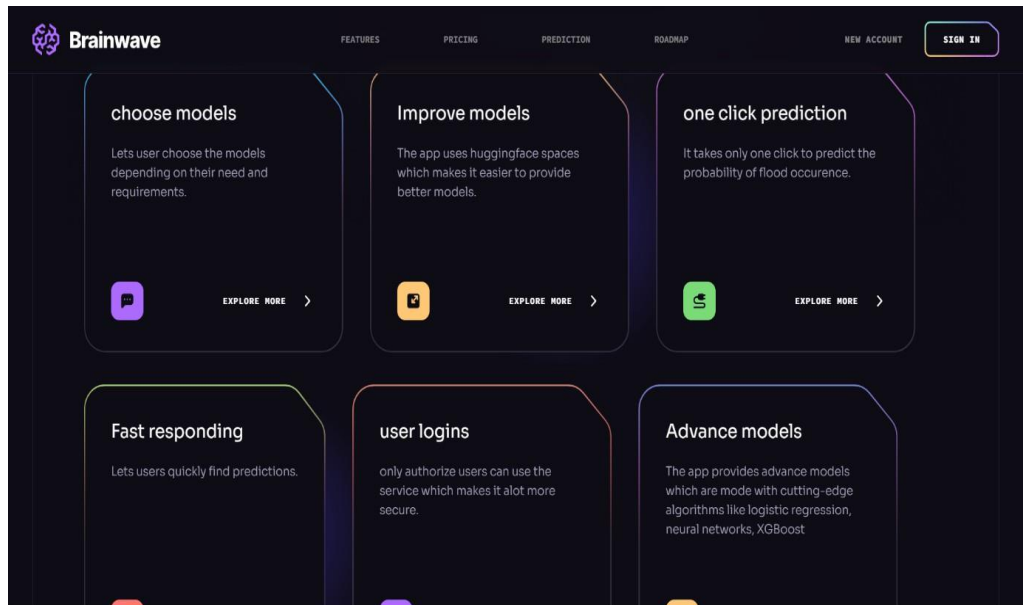 Brainwave
FEATURES
PRICING
PREDICTION
ROADMAP
NEW ACCOUNT
SIGN IN
choose models
Lets user choose the models
depending on their need and
requirements.
EXPLORE MORE
Improve models
The app uses huggingface spaces
which makes it easier to provide
better models.
EXPLORE MORE
one click prediction
It takes only one click to predict the
probability of flood occurence.
EXPLORE MORE
Fast responding
Lets users quickly find predictions.
user logins
only authorize users can use the
service which makes it alot more
secure.
Advance models
The app provides advance models
which are mode with cutting-edge
algorithms like logistic regression,
neural networks, XGBoost